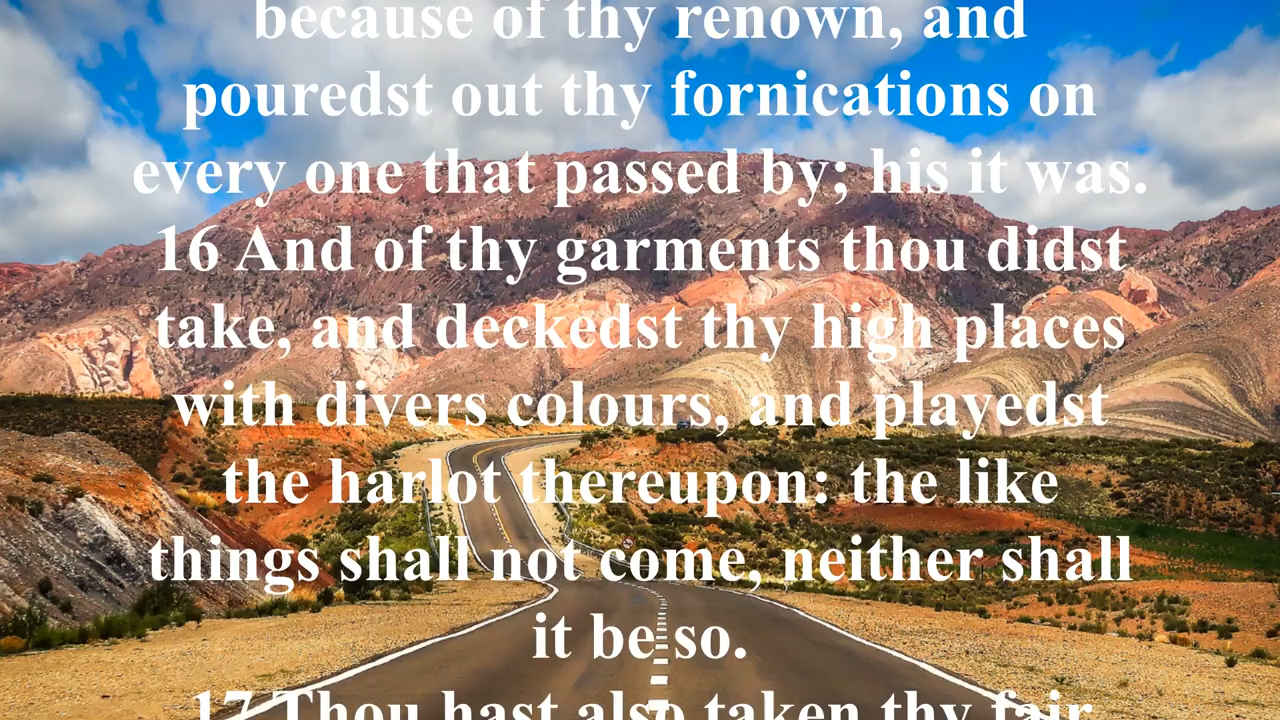 because of thy renown, and
pouredst out thy fornications on
every one that passed by; his it was.
16 And of thy garments thou didst
take, and deckedst thy high places
with divers colours, and playedst
the harlot thereupon: the like
things shall not come, neither shall
it be so.
17 Thou hast also taken thy fair